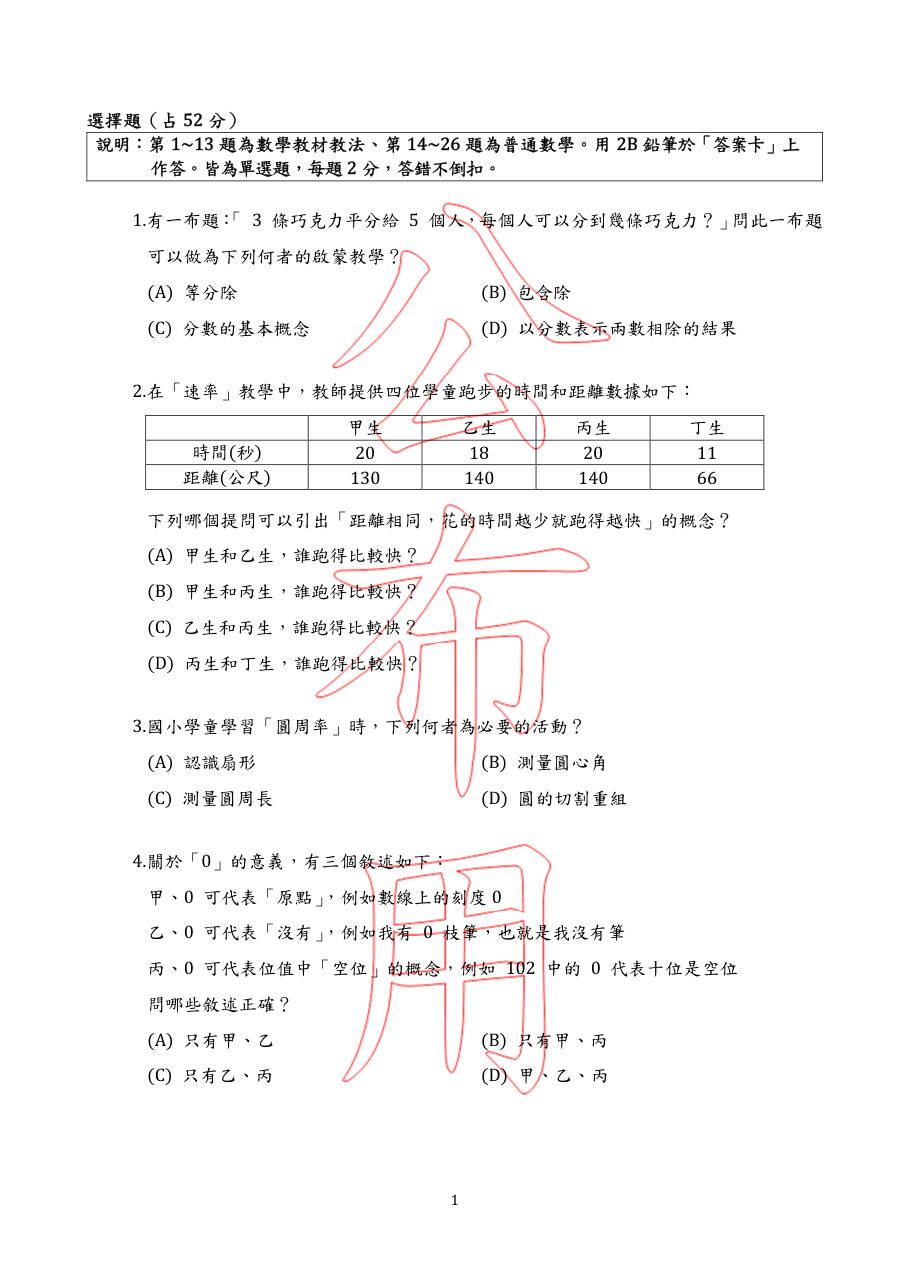 選擇題（占 52 分）
說明：第 1~13 題為數學教材教法、第 14~26 題為普通數學。用 2B 鉛筆於「答案卡」上
作答。皆為單選題，每題 2 分，答錯不倒扣。
1.有一布題：「 3 條巧克力平分給 5 個人，每個人可以分到幾條巧克力？」問此一布題
可以做為下列何者的啟蒙教學？
(A) 等分除 (B) 包含除
(C) 分數的基本概念 (D) 以分數表示兩數相除的結果
2.在「速率」教學中，教師提供四位學童跑步的時間和距離數據如下：
甲生 乙生 丙生 丁生
時間(秒) 20 18 20 11
距離(公尺) 130 140 140 66
下列哪個提問可以引出「距離相同，花的時間越少就跑得越快」的概念？
(A) 甲生和乙生，誰跑得比較快？
(B) 甲生和丙生，誰跑得比較快？
(C) 乙生和丙生，誰跑得比較快？
(D) 丙生和丁生，誰跑得比較快？
3.國小學童學習「圓周率」時，下列何者為必要的活動？
(A) 認識扇形 (B) 測量圓心角
(C) 測量圓周長 (D) 圓的切割重組
4.關於「0」的意義，有三個敘述如下：
甲、0 可代表「原點」，例如數線上的刻度 0
乙、0 可代表「沒有」，例如我有 0 枝筆，也就是我沒有筆
丙、0 可代表位值中「空位」的概念，例如 102 中的 0 代表十位是空位
問哪些敘述正確？
(A) 只有甲、乙 (B) 只有甲、丙
(C) 只有乙、丙 (D) 甲、乙、丙
公布用
1